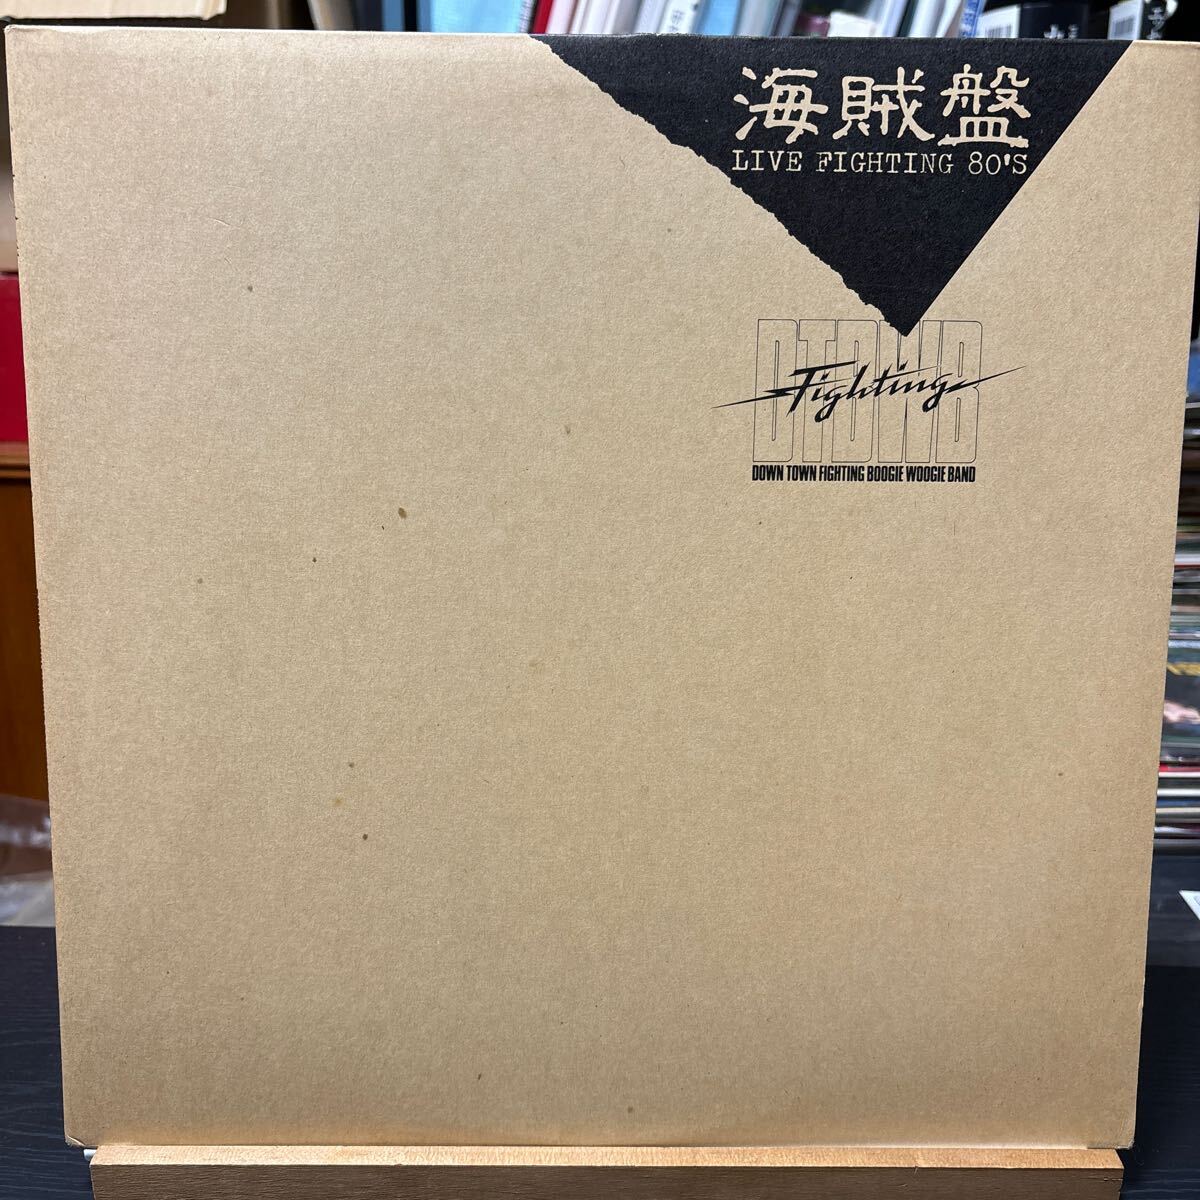 海賊盤
LIVE FIGHTING 80'S
DTBWB
Fighting
DOWN TOWN FIGHTING BOOGIE WOOGIE BAND